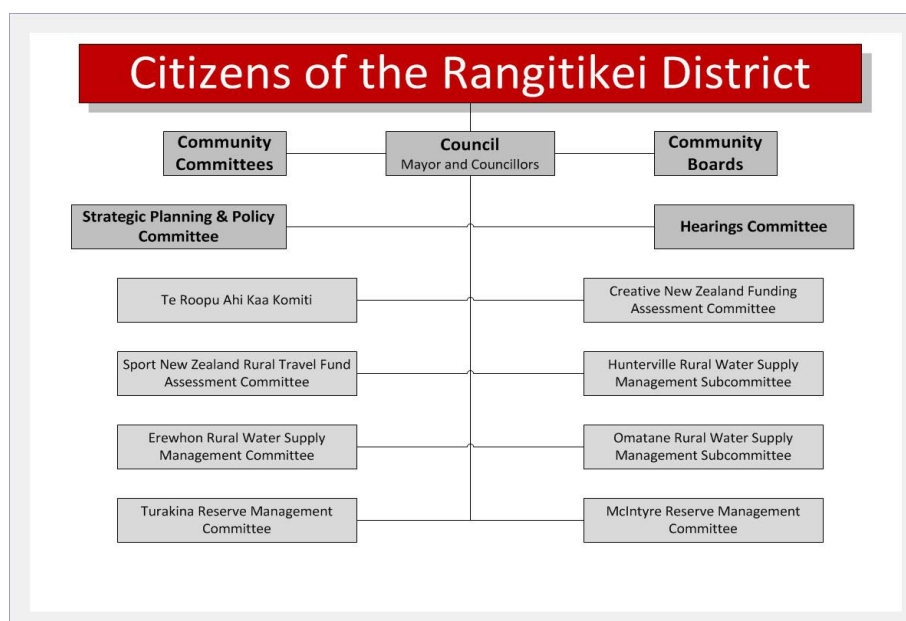 Citizens of the Rangitikei District
Community
Committees
Council
Mayor and Councillors
Community
Boards
Strategic Planning & Policy
Committee
Hearings Committee
Te Roopu Ahi Kaa Komiti
Creative New Zealand Funding
Assessment Committee
Sport New Zealand Rural Travel Fund
Assessment Committee
Hunterville Rural Water Supply
Management Subcommittee
Erewhon Rural Water Supply
Management Committee
Omatane Rural Water Supply
Management Subcommittee
Turakina Reserve Management
Committee
McIntyre Reserve Management
Committee